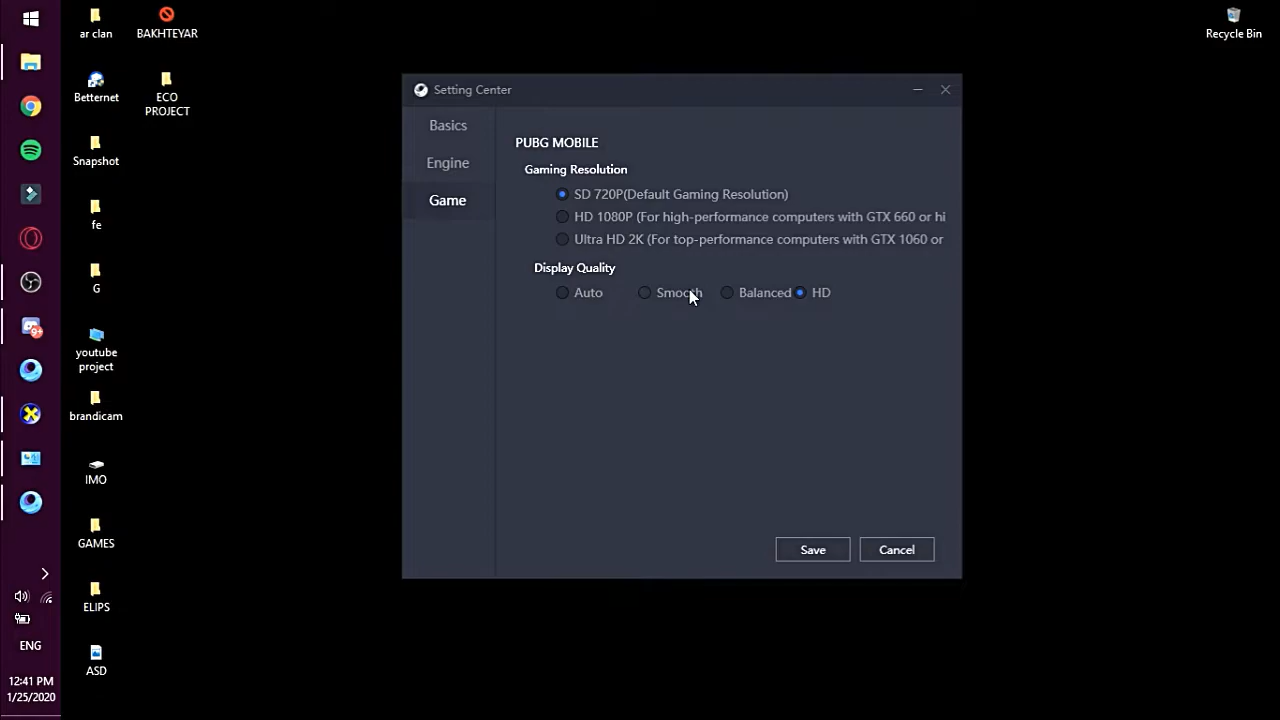 ar clan
BAKHTEYAR
Recycle Bin
Betternet
ECO
PROJECT
Snapshot
fe
G
youtube
project
brandicam
IMO
GAMES
ELIPS
ASD
Setting Center
Basics
Engine
Game
PUBG MOBILE
Gaming Resolution
SD 720P(Default Gaming Resolution)
HD 1080P (For high-performance computers with GTX 660 or hi
Ultra HD 2K (For top-performance computers with GTX 1060 or
Display Quality
Auto Smooth Balanced HD
Save Cancel
9+
ENG
12:41 PM
1/25/2020